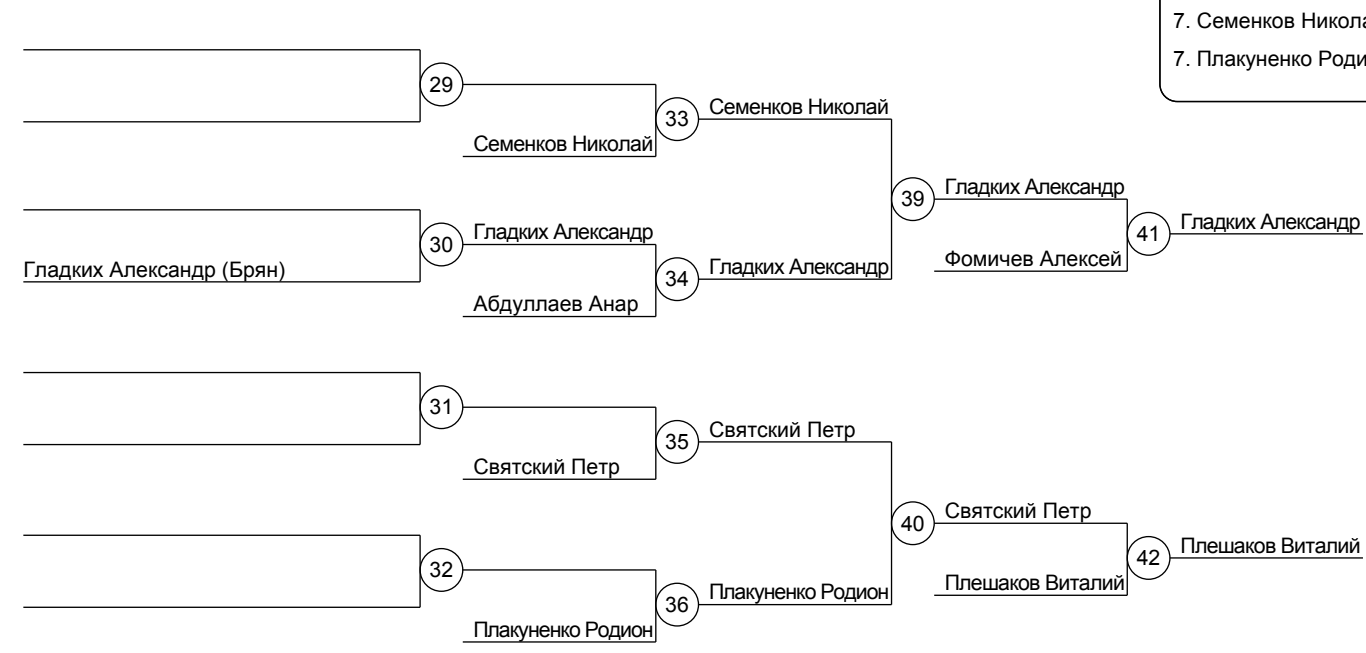 7. Семенков
7. Плакуненко
29
33
Семенков Николай
Семенков Николай
39
Гладких Александр
30
Гладких Александр
41
Гладких Александр
Гладких Александр (Брян)
34
Гладких Александр
Фомичев Алексей
Абдуллаев Анар
31
35
Святский Петр
Святский Петр
40
Святский Петр
32
42
Плешаков Виталий
36
Плакуненко Родион
Плешаков Виталий
Плакуненко Родион